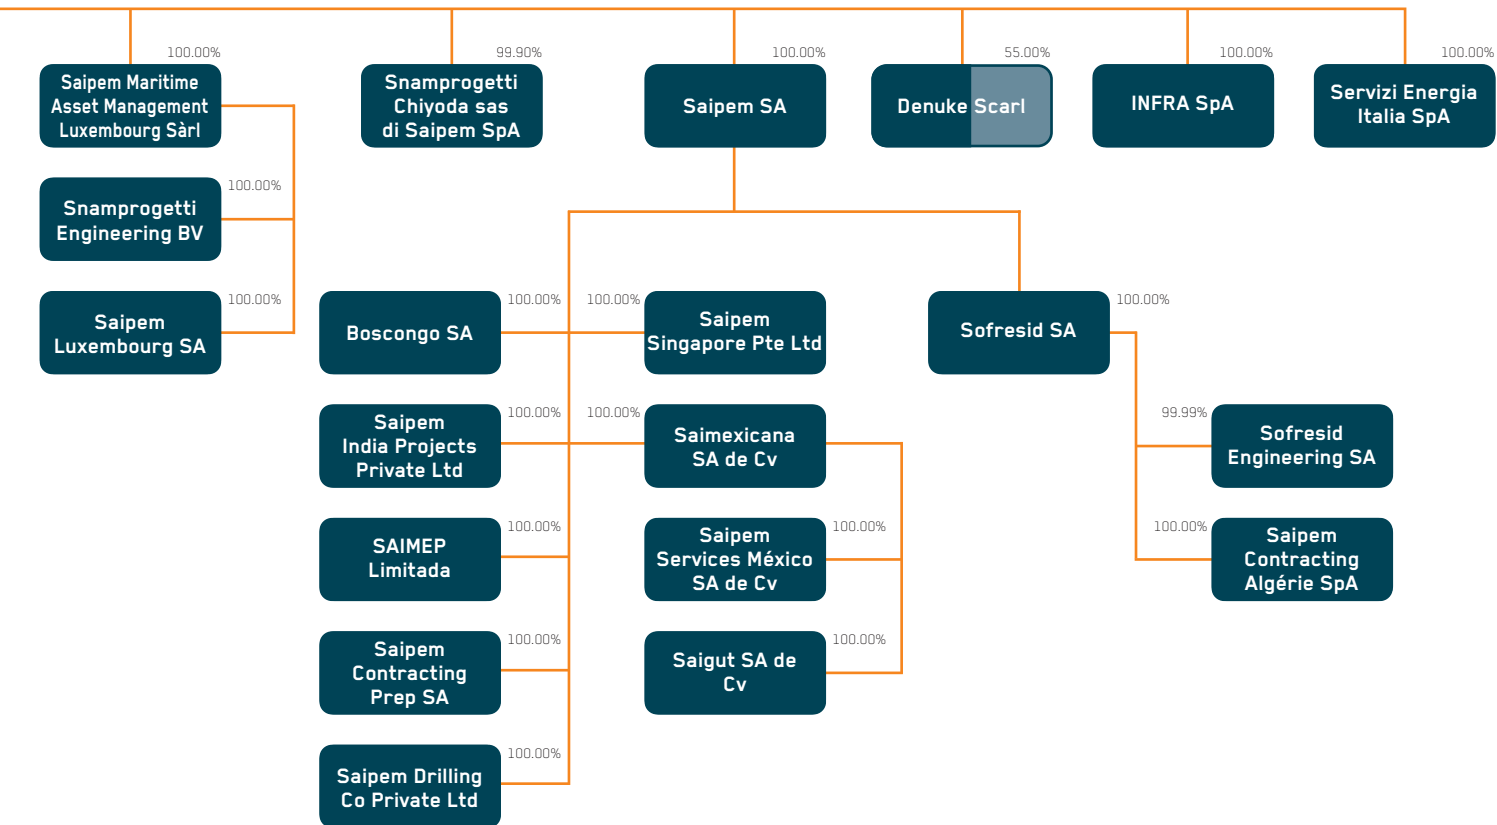 100.00%
99.90%
100.00%
55.00%
100.00%
100.00%
Saipem Maritime
Asset Management
Luxembourg Sàrl
Snamprogetti
Chiyoda sas
di Saipem SpA
Saipem SA
Denuke Scarl
INFRA SpA
Servizi Energia
Italia SpA
100.00%
Snamprogetti
Engineering BV
100.00%
Saipem
Luxembourg SA
100.00%
Boscongo SA
100.00%
Saipem
Singapore Pte Ltd
100.00%
Sofresid SA
100.00%
Saipem
India Projects
Private Ltd
100.00%
Saimexicana
SA de Cv
99.99%
Sofresid
Engineering SA
100.00%
SAIMEP
Limitada
100.00%
Saipem
Services México
SA de Cv
100.00%
Saipem
Contracting
Algérie SpA
100.00%
Saipem
Contracting
Prep SA
100.00%
Saigut SA de
Cv
100.00%
Saipem Drilling
Co Private Ltd